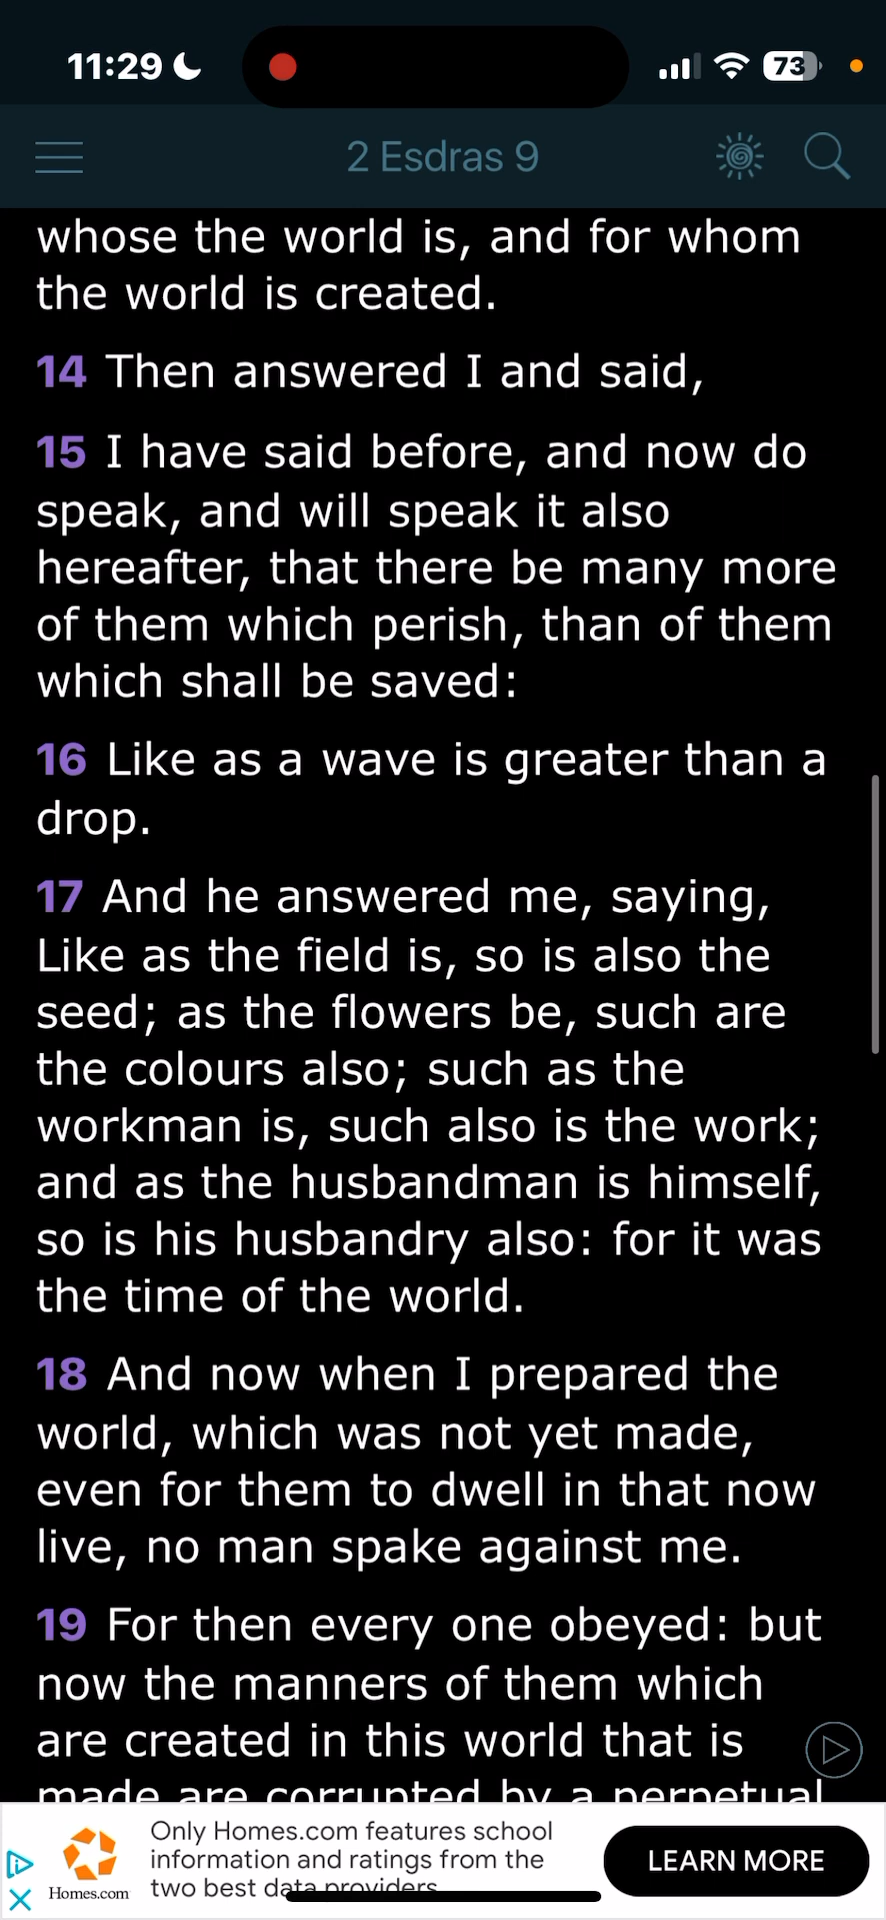 11:29
73
2 Esdras 9
whose the world is, and for whom
the world is created.
14 Then answered I and said,
15 I have said before, and now do
speak, and will speak it also
hereafter, that there be many more
of them which perish, than of them
which shall be saved:
16 Like as a wave is greater than a
drop.
17 And he answered me, saying,
Like as the field is, so is also the
seed; as the flowers be, such are
the colours also; such as the
workman is, such also is the work;
and as the husbandman is himself,
so is his husbandry also: for it was
the time of the world.
18 And now when I prepared the
world, which was not yet made,
even for them to dwell in that now
live, no man spake against me.
19 For then every one obeyed: but
now the manners of them which
are created in this world that is
made are corrupted by a perpetual
Only Homes.com features school
information and ratings from the
two best data providers
Homes.com
LEARN MORE